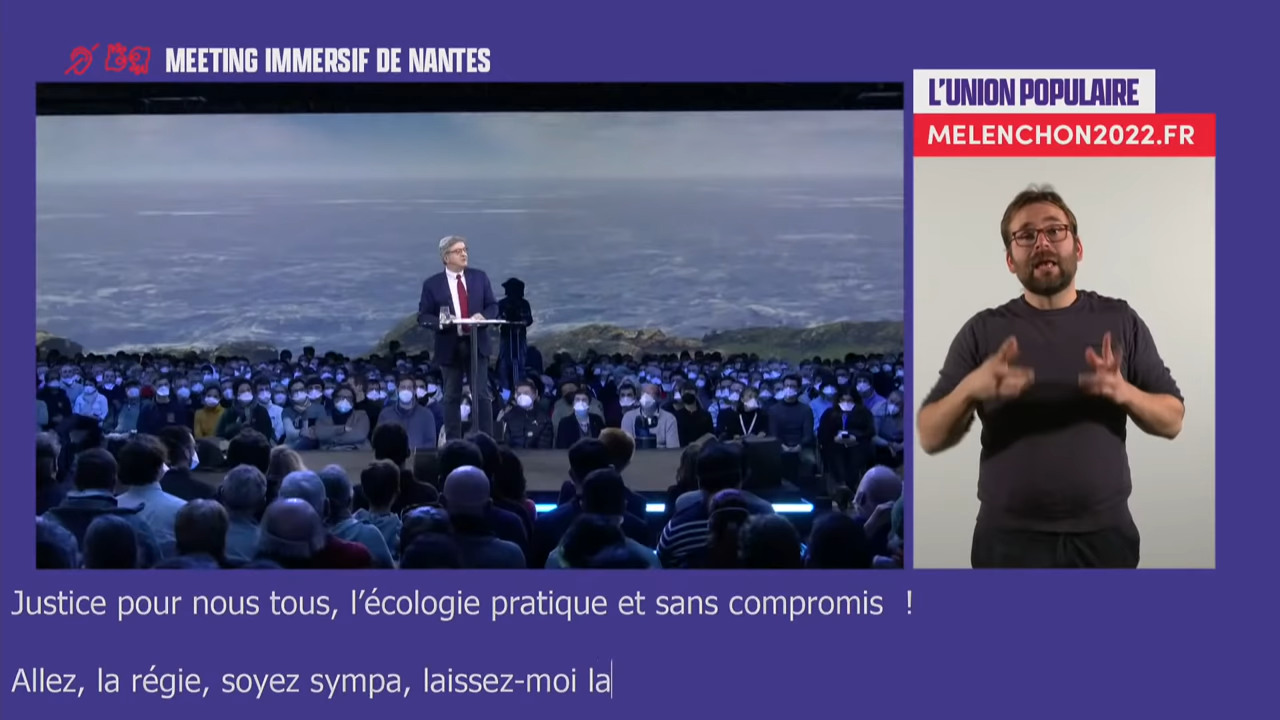 MEETING IMMERSIF DE NANTES
L'UNION POPULAIRE
MELENCHON2022.FR
Justice pour nous tous, l'écologie pratique et sans compromis  !
Allez, la régie, soyez sympa, laissez-moi la